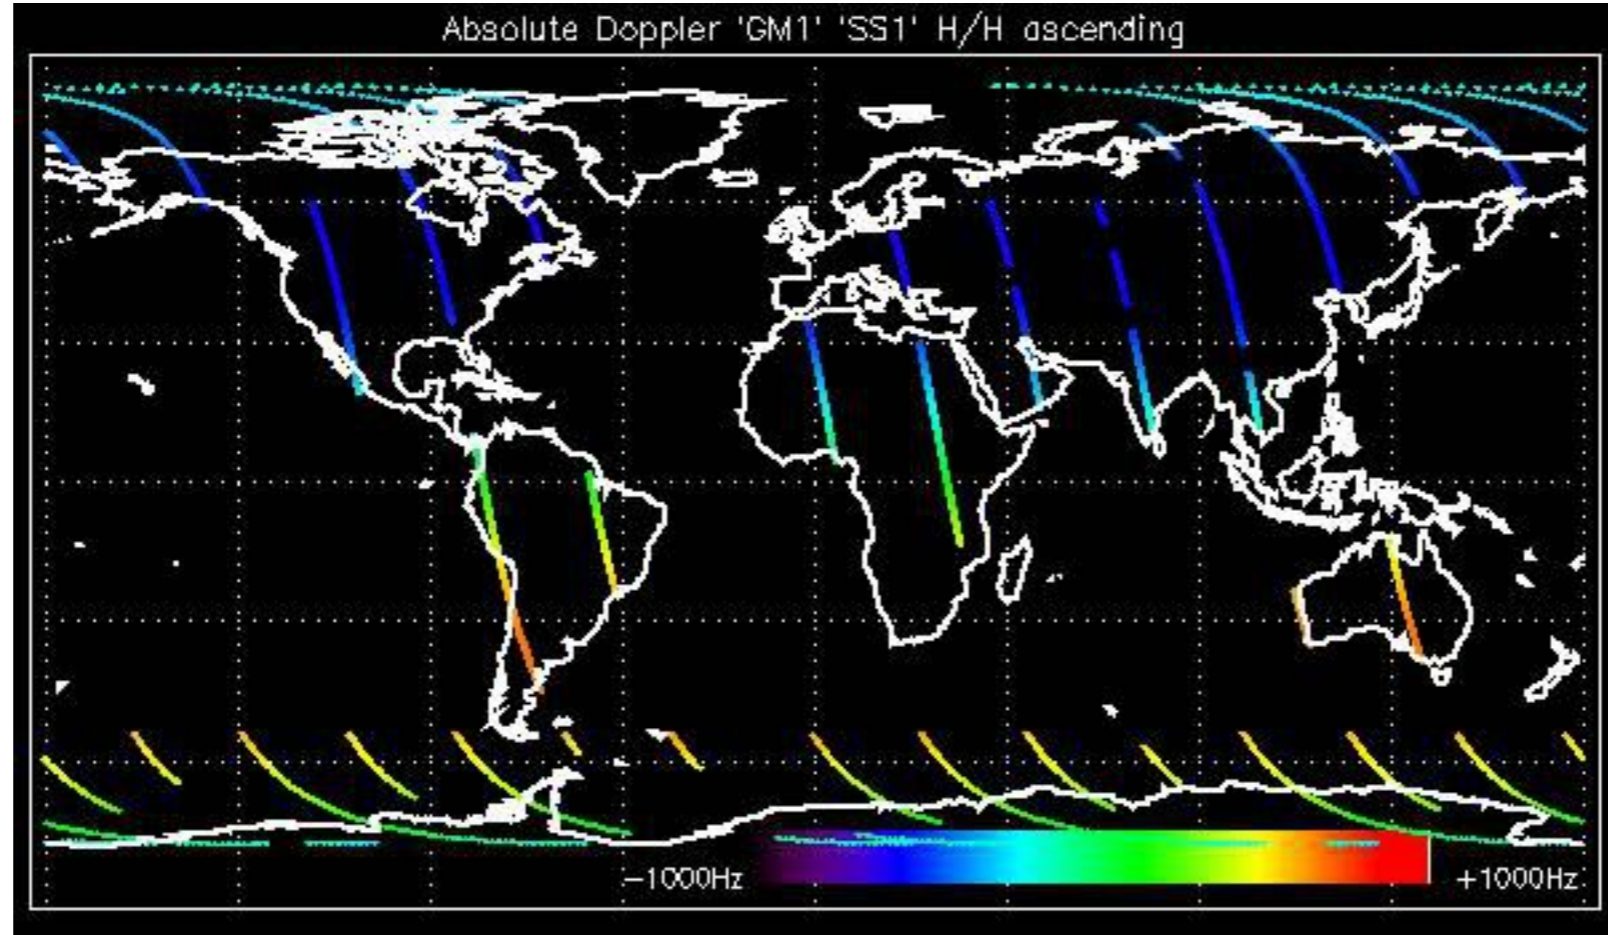 Absolute Doppler 'GM1' 'SS1' H/H ascending
−1000Hz
+1000Hz